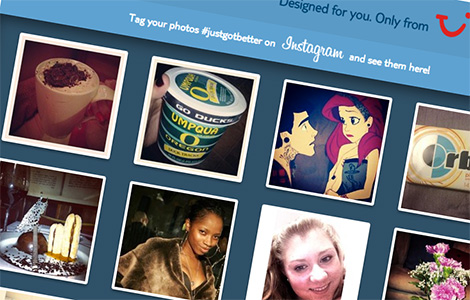 Designed for you. Only from
Tag your photos #justgotbetter on Instagram and see them here!
GO DUCKS!
UMPQUA
OREGON
Orbi